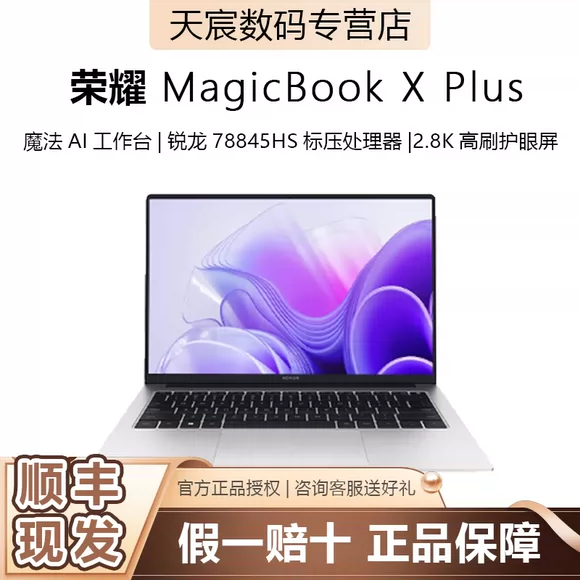 天宸数码专营店
荣耀 MagicBook X Plus
魔法 AI 工作台 | 锐龙 78845HS 标压处理器 |2.8K 高刷护眼屏
HONOR
顺丰
现发
官方正品授权 | 咨询客服送好礼
假一赔十 正品保障